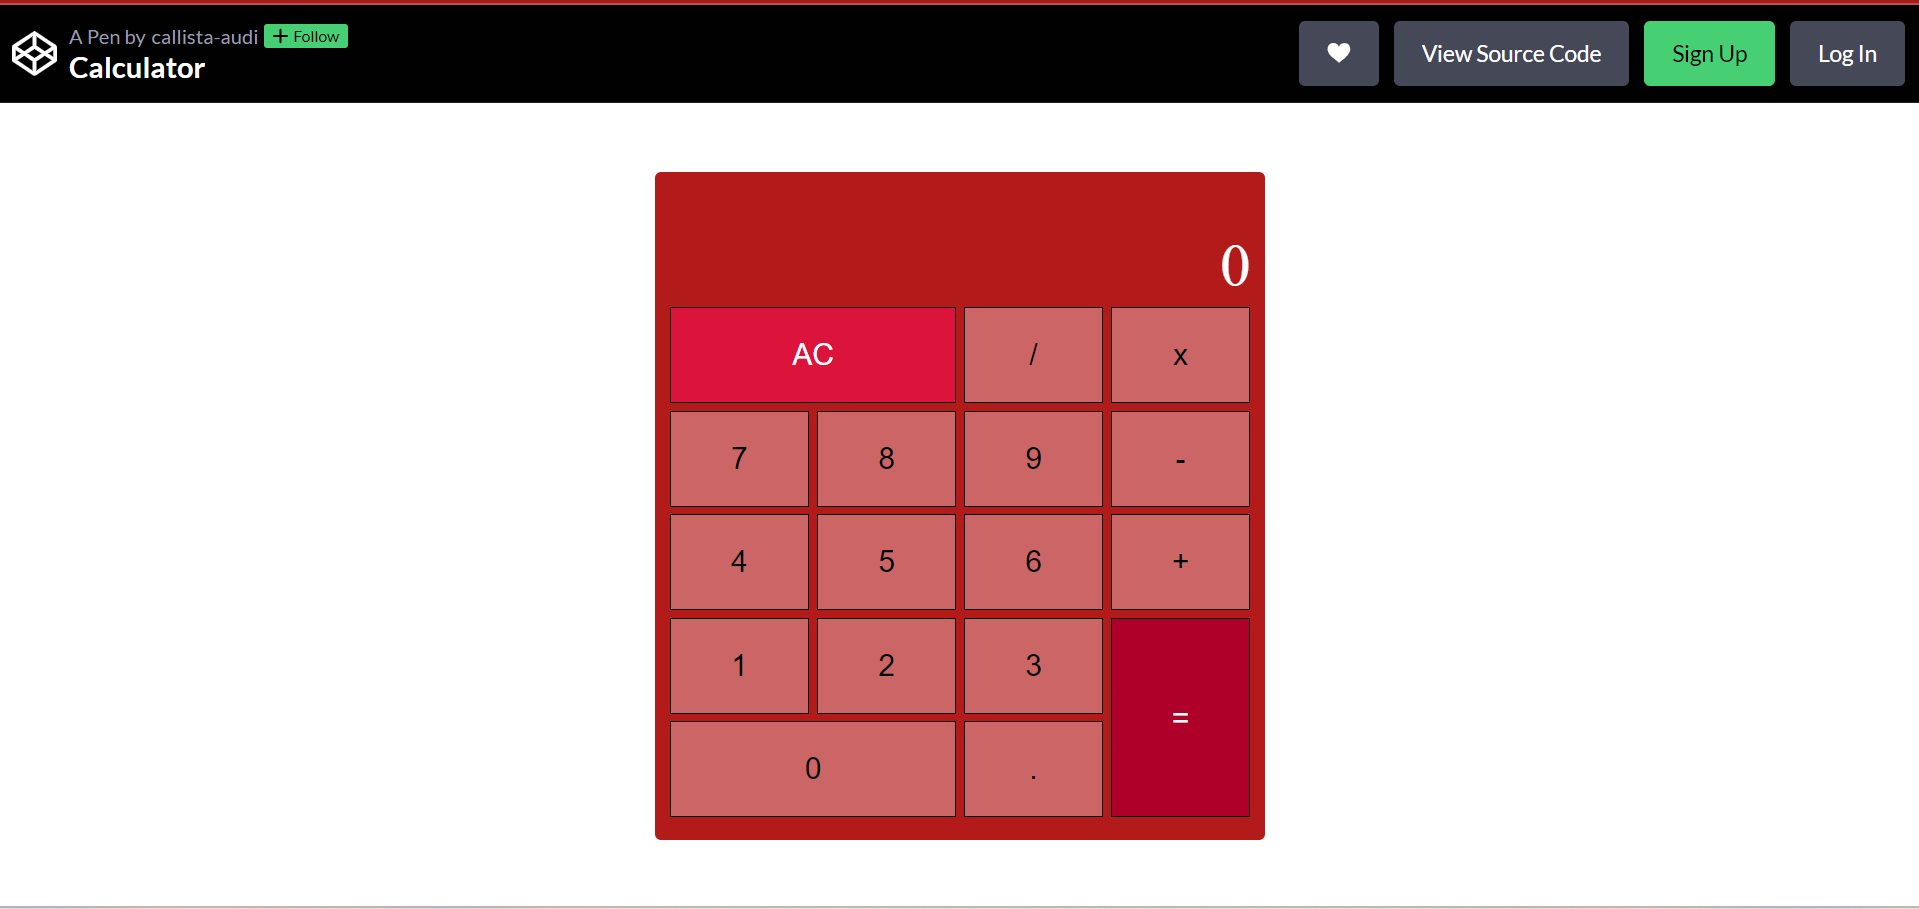 A Pen by callista-audi + Follow
Calculator
View Source Code
Sign Up
Log In
0
AC / x
7 8 9 -
4 5 6 +
1 2 3
=
0 .